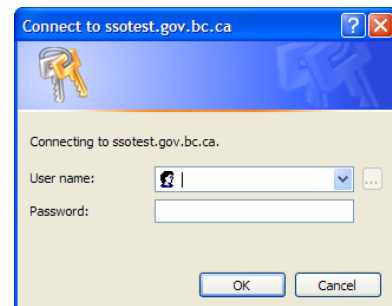 Connect to ssotest.gov.bc.ca
Connecting to ssotest.gov.bc.ca.
User name:
...
Password:
OK Cancel